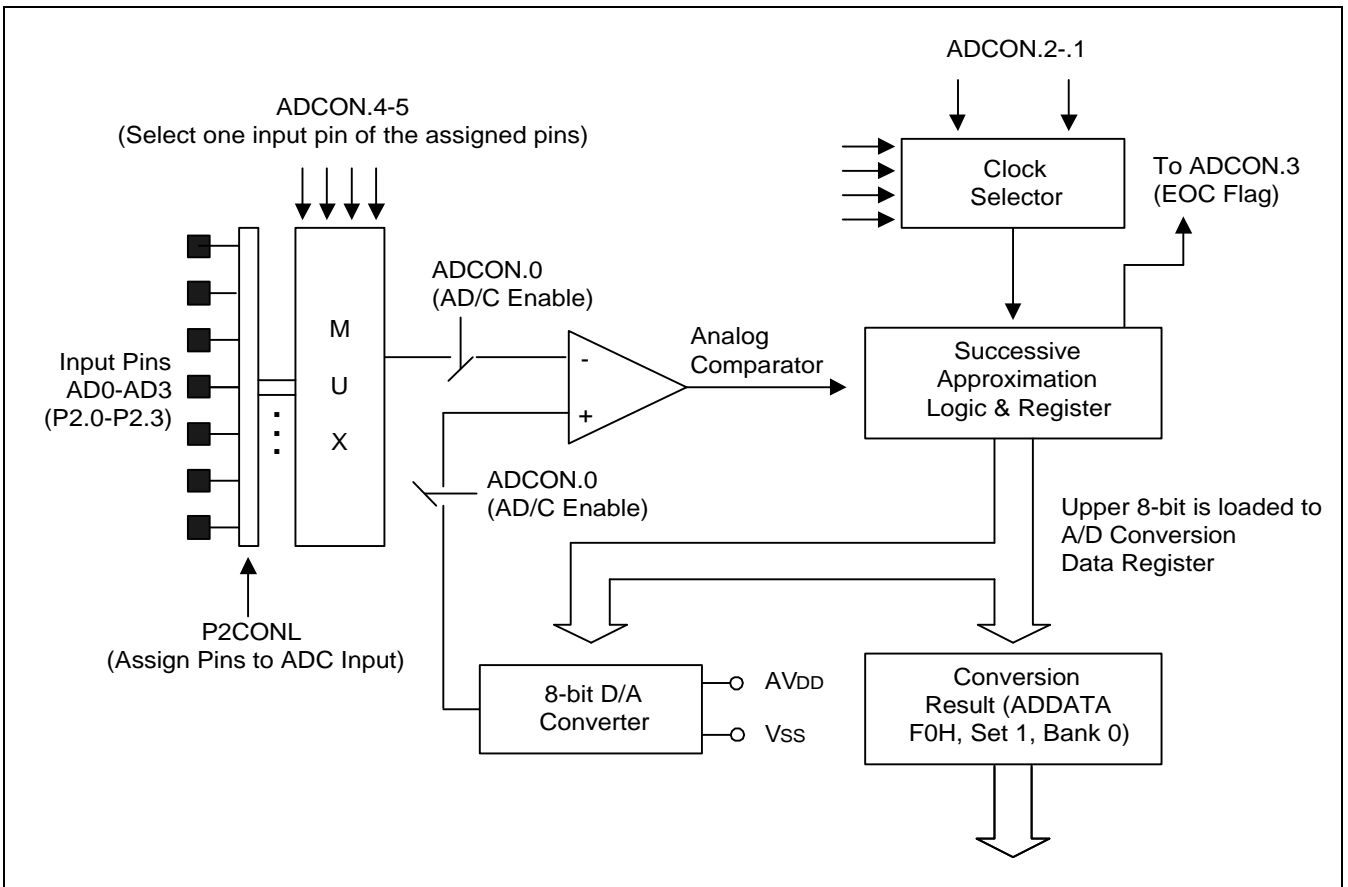 ADCON.2-.1
ADCON.4-5
(Select one input pin of the assigned pins)
Clock
Selector
To ADCON.3
(EOC Flag)
ADCON.0
(AD/C Enable)
M
U
X
Input Pins
AD0-AD3
(P2.0-P2.3)
-
+
Analog
Comparator
Successive
Approximation
Logic & Register
ADCON.0
(AD/C Enable)
Upper 8-bit is loaded to
A/D Conversion
Data Register
P2CONL
(Assign Pins to ADC Input)
8-bit D/A
Converter
AVDD
VSS
Conversion
Result (ADDATA
F0H, Set 1, Bank 0)